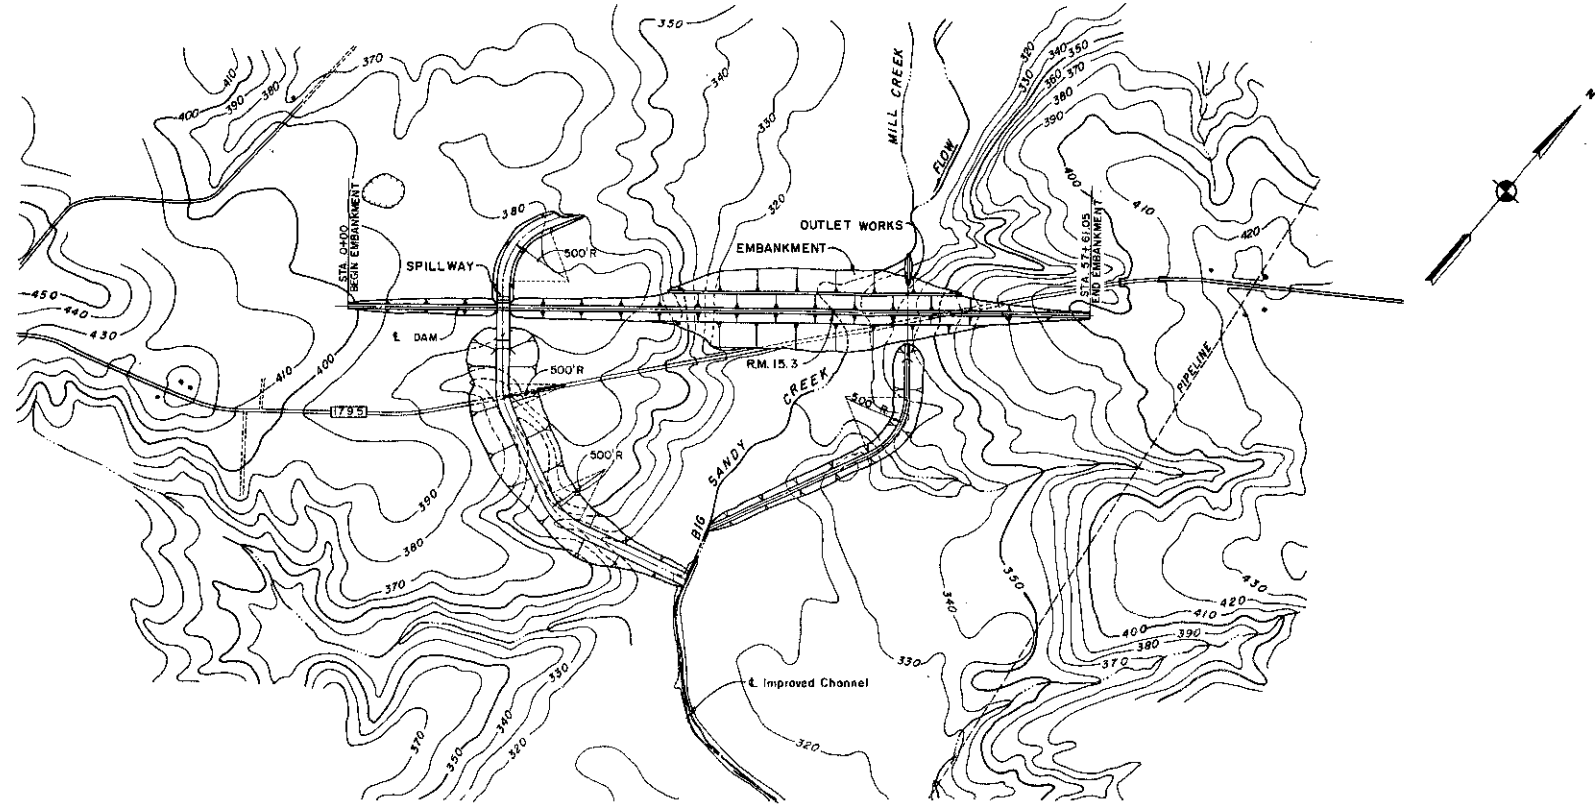 350
370
410
400
390
380
340
330
320
MILL CREEK
FLOW
320
330
340
350
360
370
380
390
400
410
420
N
STA. 0+00
BEGIN EMBANKMENT
380
500'R
SPILLWAY
OUTLET WORKS
EMBANKMENT
STA. 57+61.05
END EMBANKMENT
450
440
430
℄ DAM
R.M. 15.3
500'R
410
400
1795
CREEK
500'R
PIPELINE
500'R
SANDY
BIG
390
380
370
350
340
430
420
410
400
390
380
370
330
℄ Improved Channel
330
340
320
350
370
320